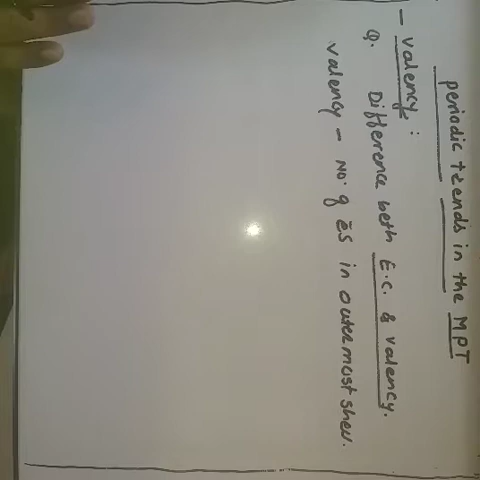 periodic trends in the MPT
- valency :
Q. Difference betn E.C. & valency.
valency - No. of ēs in outermost shell.